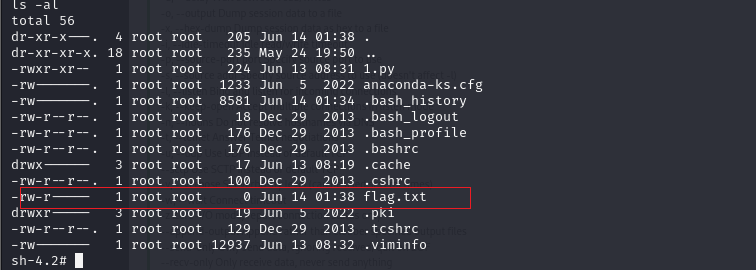 ls -al
total 56
dr-xr-x---. 4 root root 205 Jun 14 01:38 .
dr-xr-xr-x. 18 root root 235 May 24 19:50 ..
-rwxr-xr-- 1 root root 224 Jun 13 08:31 1.py
-rw-------. 1 root root 1233 Jun 5 2022 anaconda-ks.cfg
-rw------- 1 root root 8581 Jun 14 01:34 .bash_history
-rw-r--r--. 1 root root 18 Dec 29 2013 .bash_logout
-rw-r--r--. 1 root root 176 Dec 29 2013 .bash_profile
-rw-r--r--. 1 root root 176 Dec 29 2013 .bashrc
drwx------ 3 root root 17 Jun 13 08:19 .cache
-rw-r--r--. 1 root root 100 Dec 29 2013 .cshrc
-rw-r----- 1 root root 0 Jun 14 01:38 flag.txt
drwxr----- 3 root root 19 Jun 5 2022 .pki
-rw-r--r--. 1 root root 129 Dec 29 2013 .tcshrc
-rw------- 1 root root 12937 Jun 13 08:32 .viminfo
sh-4.2#